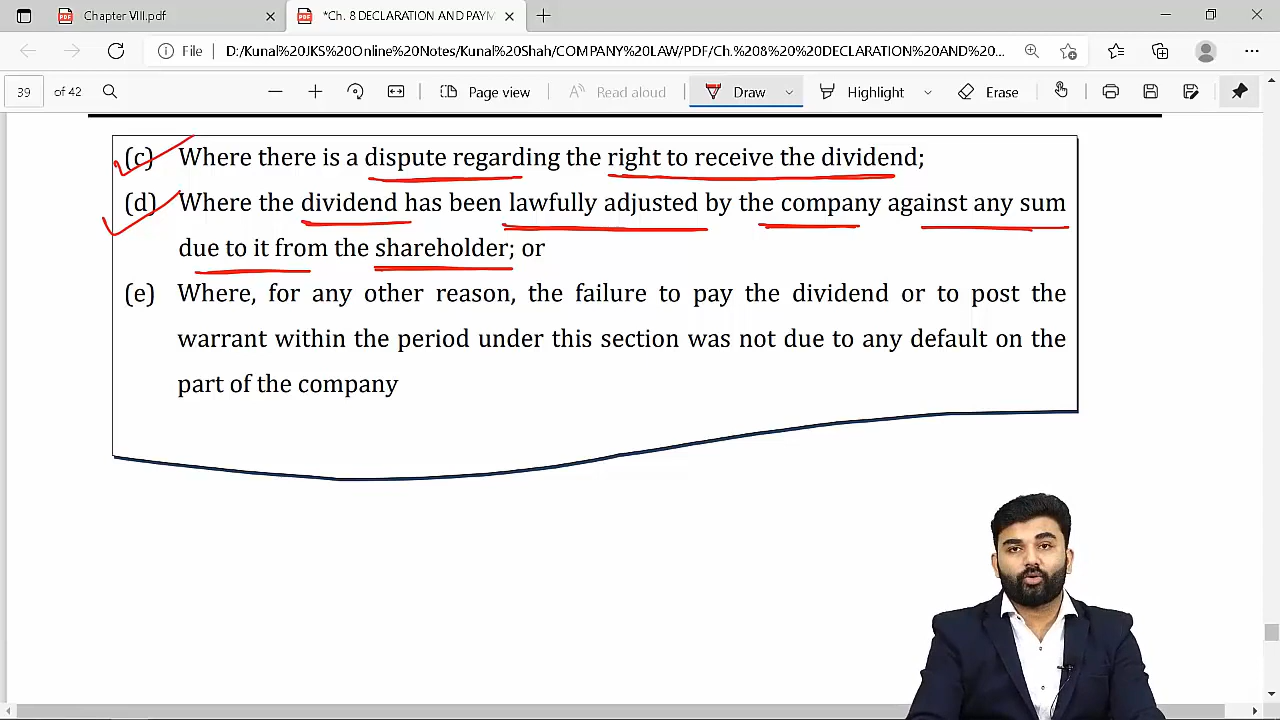 Chapter VIII.pdf
*Ch. 8 DECLARATION AND PAYM
File
D:/Kunal%20JKS%20Online%20Notes/Kunal%20Shah/COMPANY%20LAW/PDF/Ch.%208%20%20DECLARATION%20AND%20...
39 of 42
Page view
Read aloud
Draw
Highlight
Erase
(c) Where there is a dispute regarding the right to receive the dividend;
(d) Where the dividend has been lawfully adjusted by the company against any sum
due to it from the shareholder; or
(e) Where, for any other reason, the failure to pay the dividend or to post the
warrant within the period under this section was not due to any default on the
part of the company